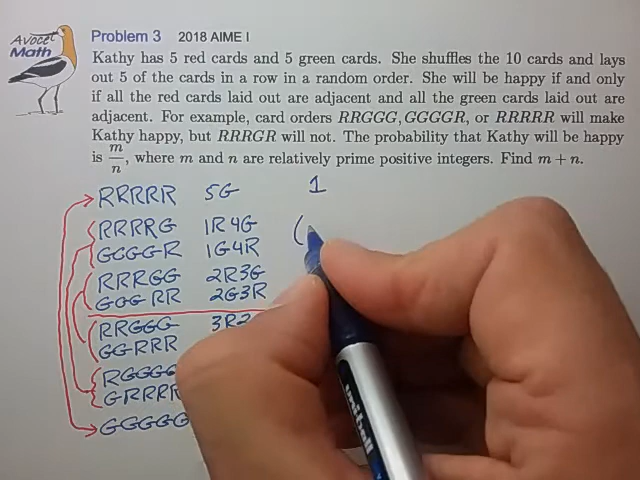 Avocet
Math
Problem 3 2018 AIME I
Kathy has 5 red cards and 5 green cards. She shuffles the 10 cards and lays
out 5 of the cards in a row in a random order. She will be happy if and only
if all the red cards laid out are adjacent and all the green cards laid out are
adjacent. For example, card orders RRGGG, GGGGR, or RRRRR will make
Kathy happy, but RRRGR will not. The probability that Kathy will be happy
is m/n, where m and n are relatively prime positive integers. Find m + n.
RRRRR 5G 1
RRRRG 1R4G (
GGGGR 1G4R
RRRGG 2R3G
GGGRR 2G3R
RRGGG 3R2
GGRRR
RGGGG
GRRRR
GGGGG